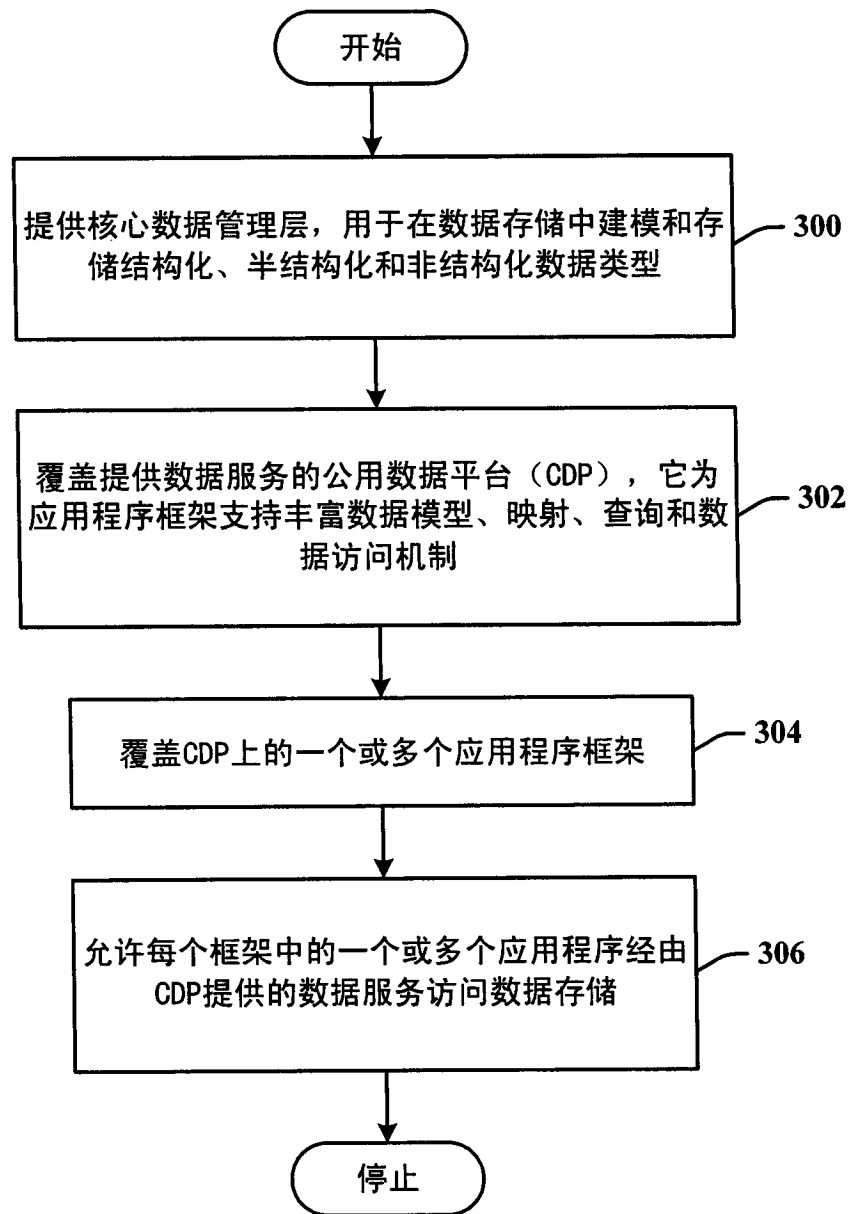 开始
提供核心数据管理层，用于在数据存储中建模和存
储结构化、半结构化和非结构化数据类型
300
覆盖提供数据服务的公用数据平台（CDP），它为
应用程序框架支持丰富数据模型、映射、查询和数
据访问机制
302
覆盖CDP上的一个或多个应用程序框架
304
允许每个框架中的一个或多个应用程序经由
CDP提供的数据服务访问数据存储
306
停止